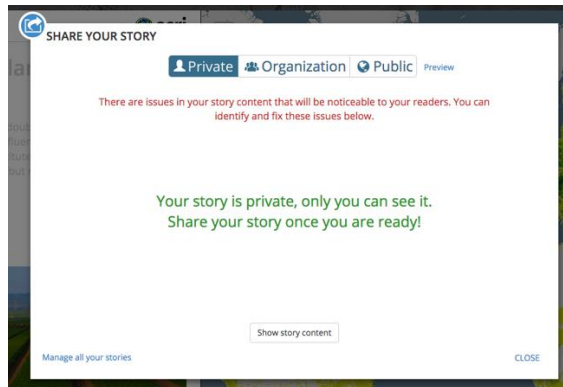 esri
SHARE YOUR STORY
Private Organization Public Preview
There are issues in your story content that will be noticeable to your readers. You can
identify and fix these issues below.
Your story is private, only you can see it.
Share your story once you are ready!
Show story content
Manage all your stories CLOSE